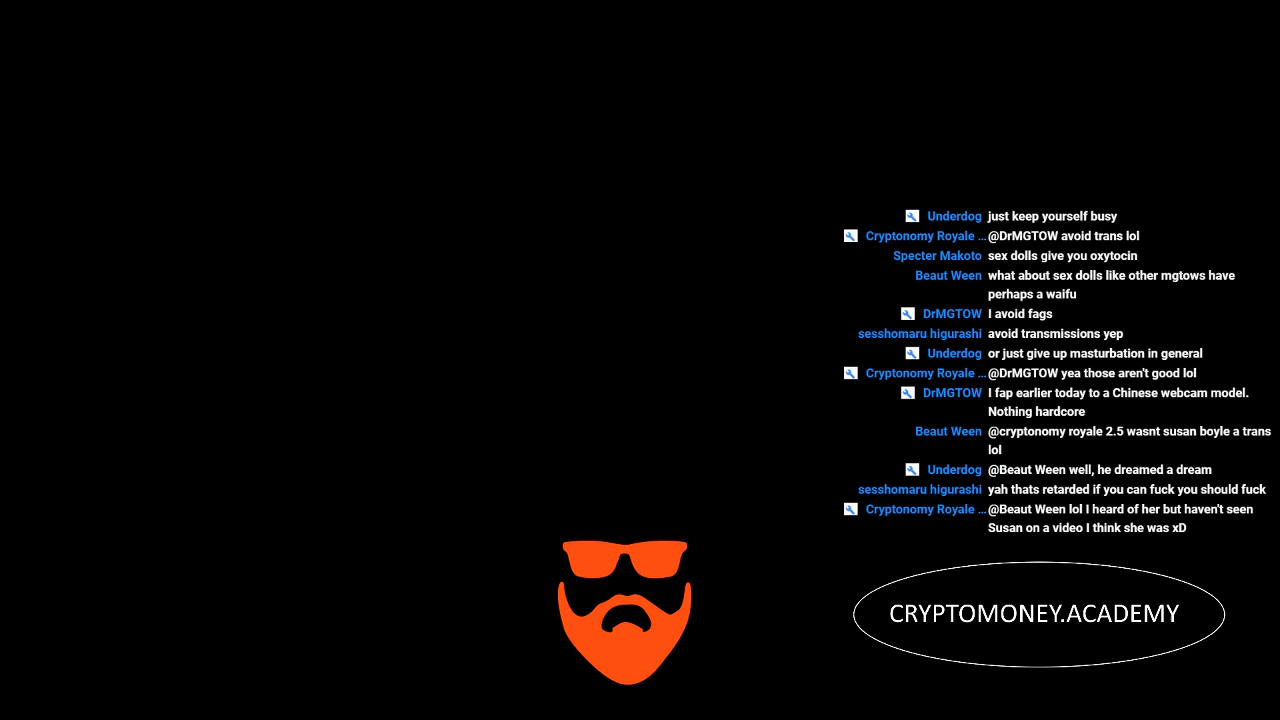 Underdog just keep yourself busy
Cryptonomy Royale ... @DrMGTOW avoid trans lol
Specter Makoto sex dolls give you oxytocin
Beaut Ween what about sex dolls like other mgtows have
perhaps a waifu
DrMGTOW I avoid fags
sesshomaru higurashi avoid transmissions yep
Underdog or just give up masturbation in general
Cryptonomy Royale ... @DrMGTOW yea those aren't good lol
DrMGTOW I fap earlier today to a Chinese webcam model.
Nothing hardcore
Beaut Ween @cryptonomy royale 2.5 wasnt susan boyle a trans
lol
Underdog @Beaut Ween well, he dreamed a dream
sesshomaru higurashi yah thats retarded if you can fuck you should fuck
Cryptonomy Royale ... @Beaut Ween lol I heard of her but haven't seen
Susan on a video I think she was xD
CRYPTOMONEY.ACADEMY